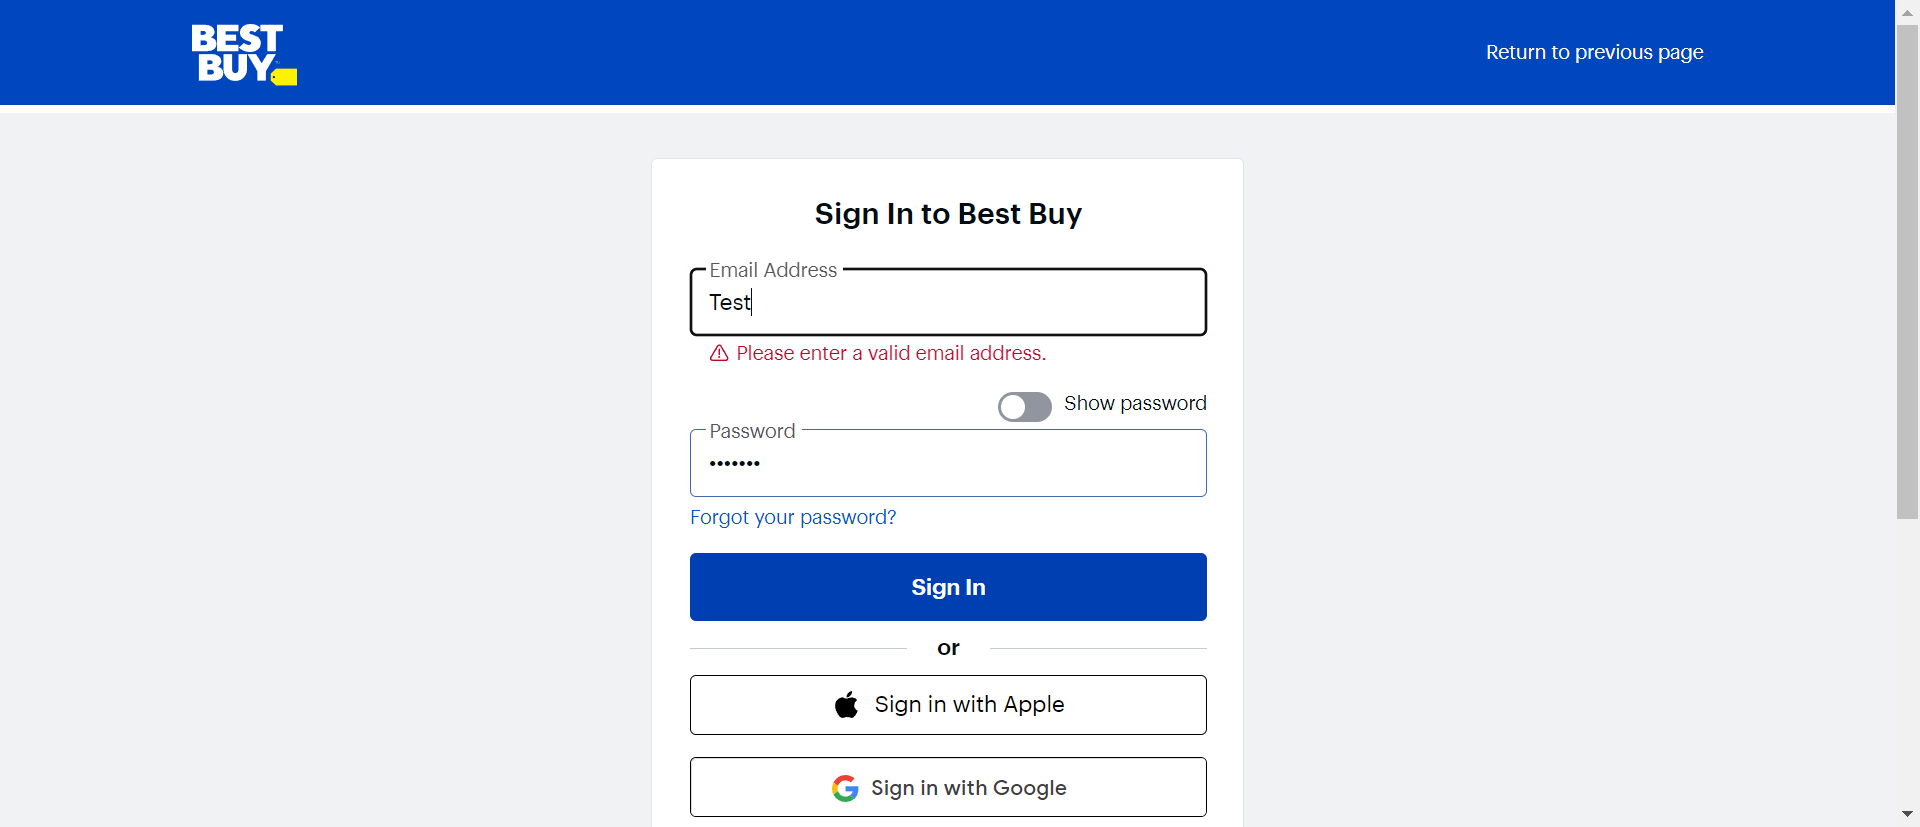 BEST
BUY
Return to previous page
Sign In to Best Buy
Email Address
Test
Please enter a valid email address.
Show password
Password
•••••••
Forgot your password?
Sign In
or
Sign in with Apple
Sign in with Google